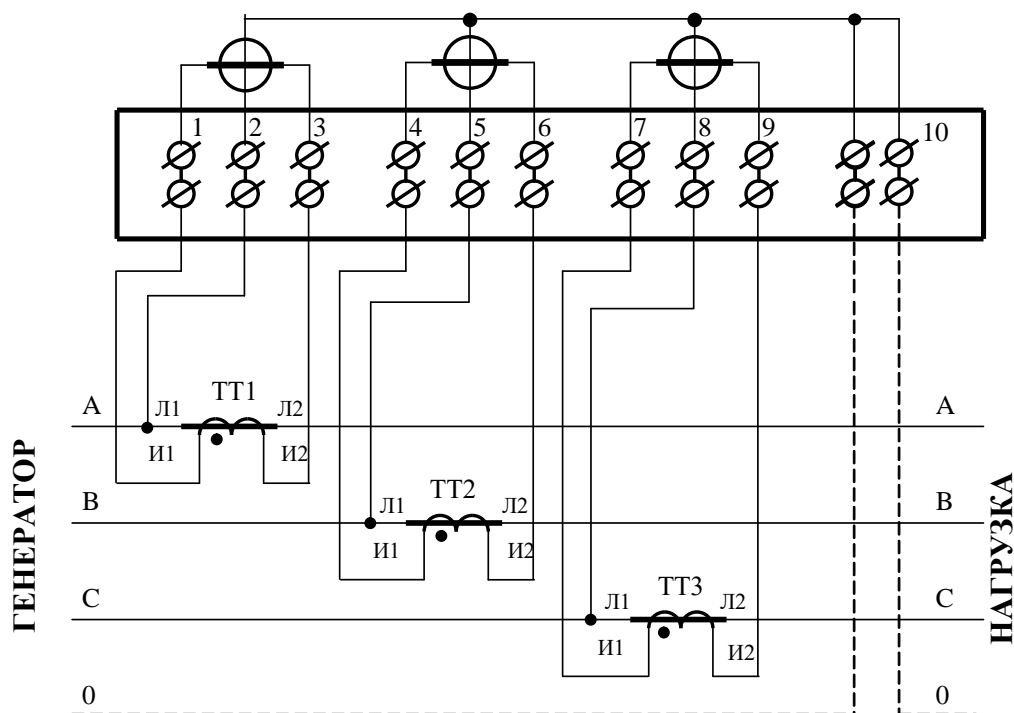 1 2 3 4 5 6 7 8 9 10
ТТ1
А Л1 Л2 А
И1 И2
ТТ2
В Л1 Л2 В
И1 И2
ТТ3
С Л1 Л2 С
И1 И2
0 0
ГЕНЕРАТОР
НАГРУЗКА